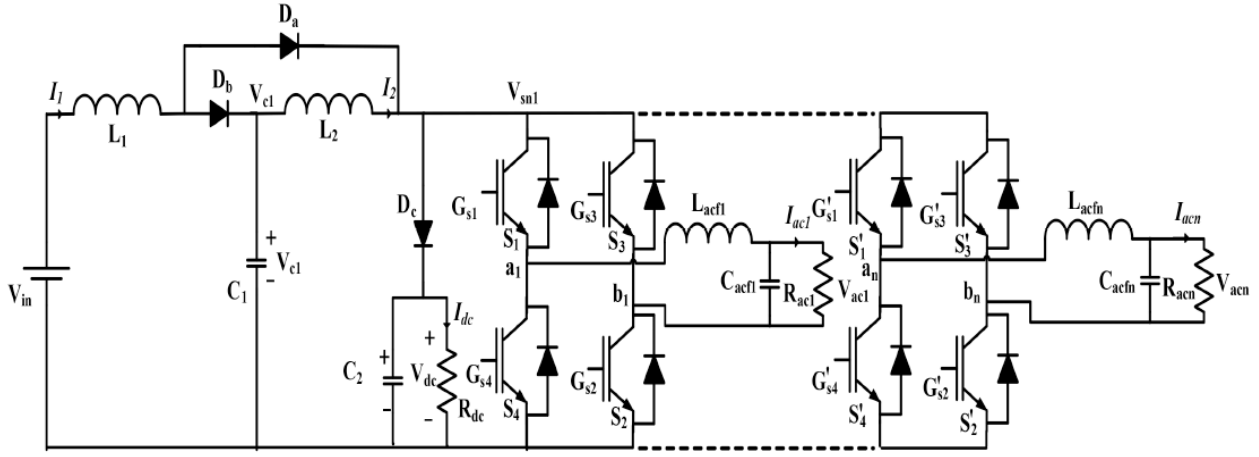 Da
Db
I1
Vc1
I2
Vsn1
L1
L2
Lacf1
Iac1
Lacfn
Iacn
Gs1
Gs3
G's1
G's3
Dc
S1
S3
S'1
S'3
Vin
C1
+
Vc1
-
a1
b1
Cacf1
Rac1
Vac1
an
bn
Cacfn
Racn
Vacn
Idc
C2
+
-
+
Vdc
-
Rdc
Gs4
Gs2
G's4
G's2
S4
S2
S'4
S'2